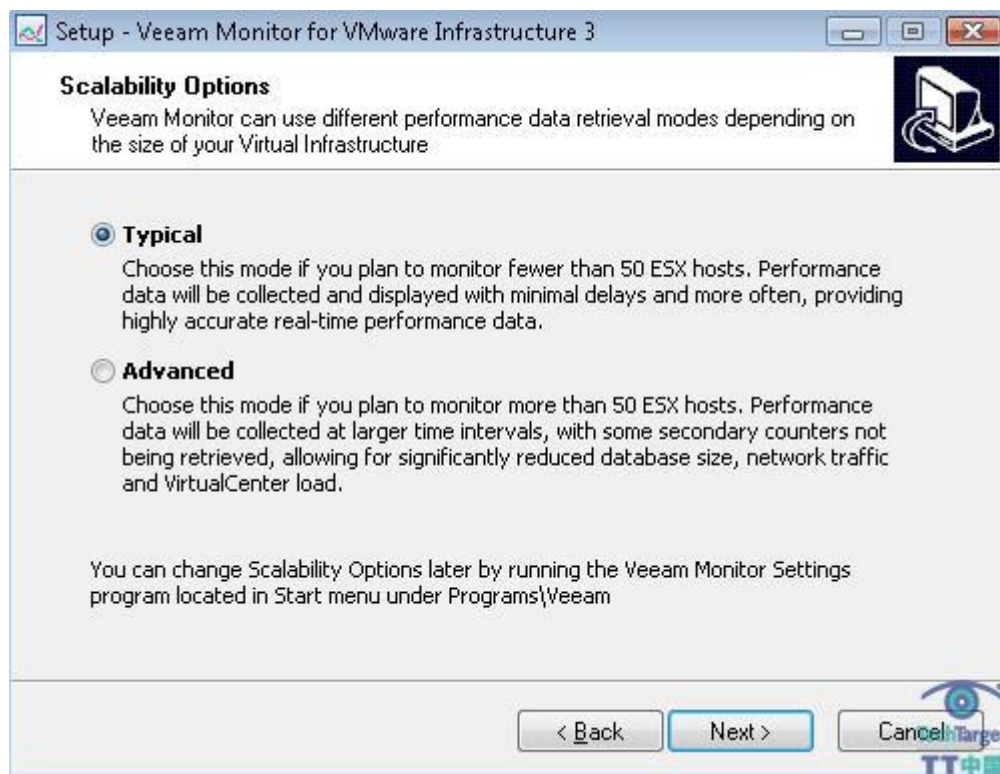 Setup - Veeam Monitor for VMware Infrastructure 3
Scalability Options
Veeam Monitor can use different performance data retrieval modes depending on
the size of your Virtual Infrastructure
Typical
Choose this mode if you plan to monitor fewer than 50 ESX hosts. Performance
data will be collected and displayed with minimal delays and more often, providing
highly accurate real-time performance data.
Advanced
Choose this mode if you plan to monitor more than 50 ESX hosts. Performance
data will be collected at larger time intervals, with some secondary counters not
being retrieved, allowing for significantly reduced database size, network traffic
and VirtualCenter load.
You can change Scalability Options later by running the Veeam Monitor Settings
program located in Start menu under Programs\Veeam
< Back
Next >
Cancel
TT中国